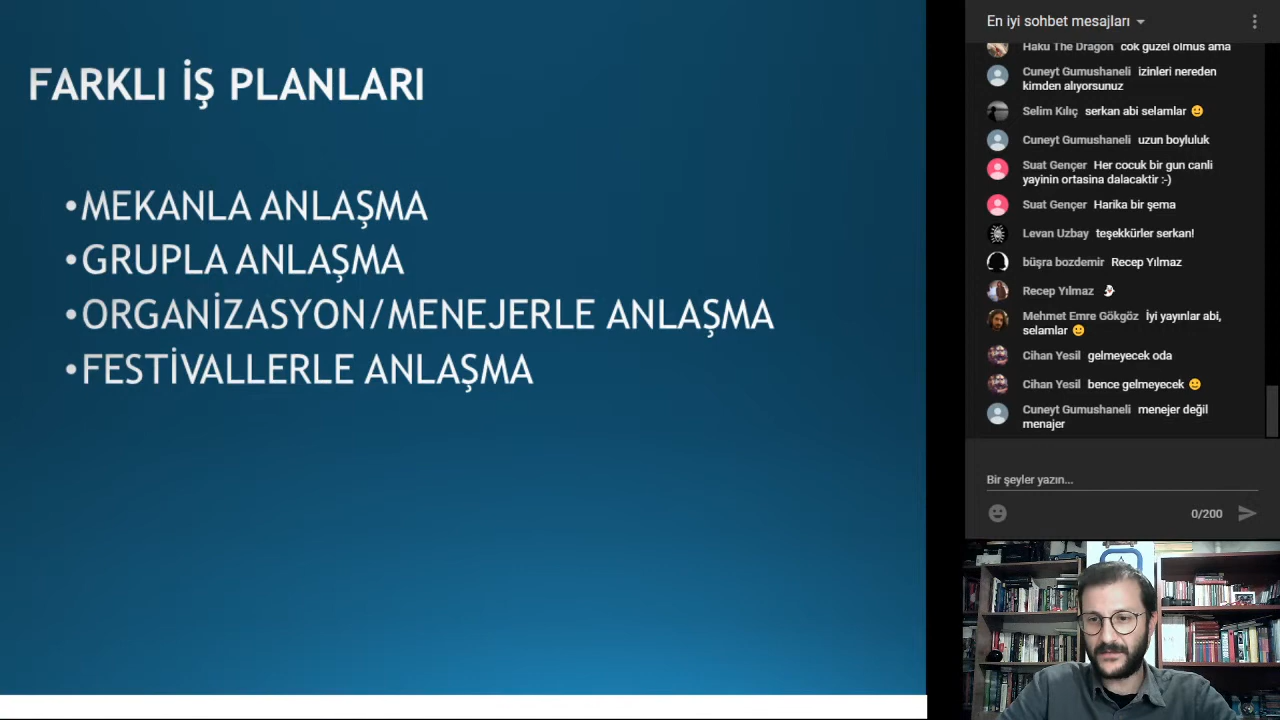 FARKLI İŞ PLANLARI
•MEKANLA ANLAŞMA
•GRUPLA ANLAŞMA
•ORGANİZASYON/MENEJERLE ANLAŞMA
•FESTİVALLERLE ANLAŞMA
En iyi sohbet mesajları
Haku The Dragon cok guzel olmus ama
Cuneyt Gumushaneli izinleri nereden
kimden alıyorsunuz
Selim Kılıç serkan abi selamlar 🙂
Cuneyt Gumushaneli uzun boyluluk
Suat Gençer Her cocuk bir gun canli
yayinin ortasina dalacaktir :-)
Suat Gençer Harika bir şema
Levan Uzbay teşekkürler serkan!
büşra bozdemir Recep Yılmaz
Recep Yılmaz 👻
Mehmet Emre Gökgöz İyi yayınlar abi,
selamlar 🙂
Cihan Yesil gelmeyecek oda
Cihan Yesil bence gelmeyecek 🙂
Cuneyt Gumushaneli menejer değil
menajer
Bir şeyler yazın...
0/200